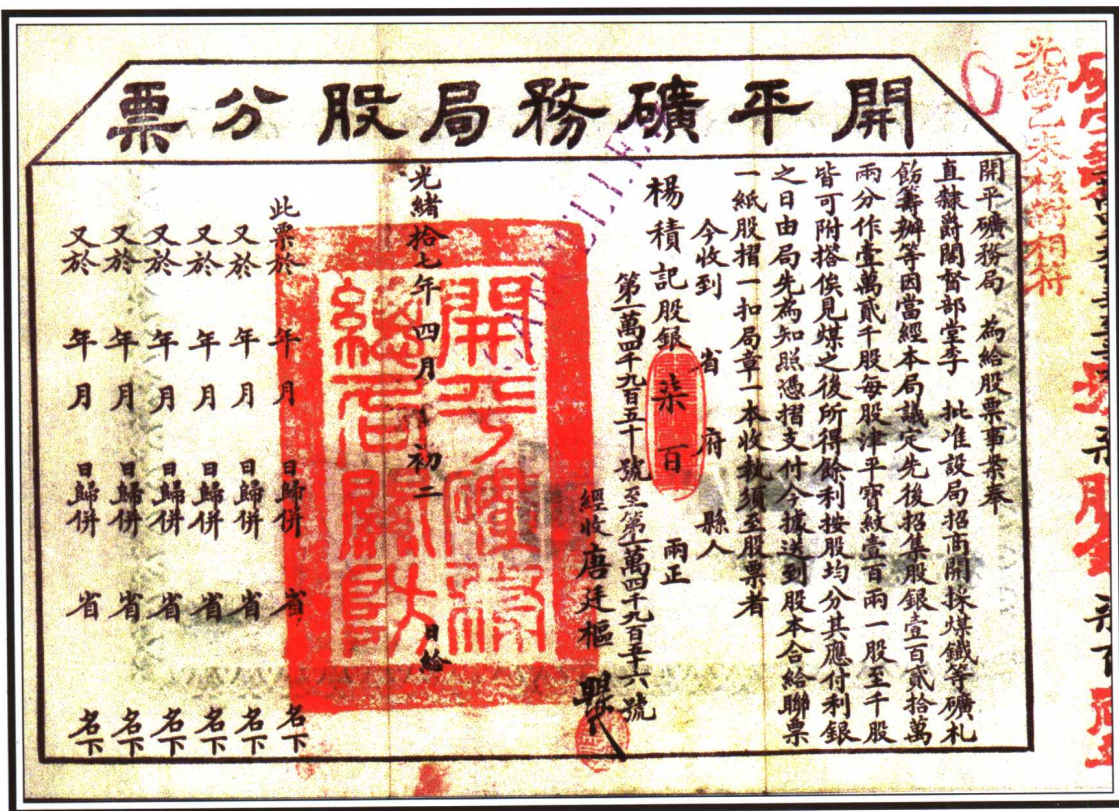 開平礦務局股分票
光緒乙未核對相符
開平礦務局 為給股票事案奉
直隸爵閣督部堂李 批准設局招商開採煤鐵等礦札
飭籌辦等因當經本局議定先後招集股銀壹百貳拾萬
兩分作壹萬貳千股每股津平寶紋壹百兩一股至千股
皆可附搭俟見煤之後所得餘利按股均分其應付利銀
之日由局先為知照憑摺支付今據送到股本合給聯票
一紙股摺一扣局章一本收執須至股票者
今收到 省 府 縣人
楊積記股銀 柒百 兩正
第一萬四千九百五十號至第一萬四千九百五十六號
經收 唐廷樞
光緒拾七年 四月 初二 日給
開平礦務
總局關防
此票於 年 月 日歸併 省 名下
又於 年 月 日歸併 省 名下
又於 年 月 日歸併 省 名下
又於 年 月 日歸併 省 名下
又於 年 月 日歸併 省 名下
又於 年 月 日歸併 省 名下